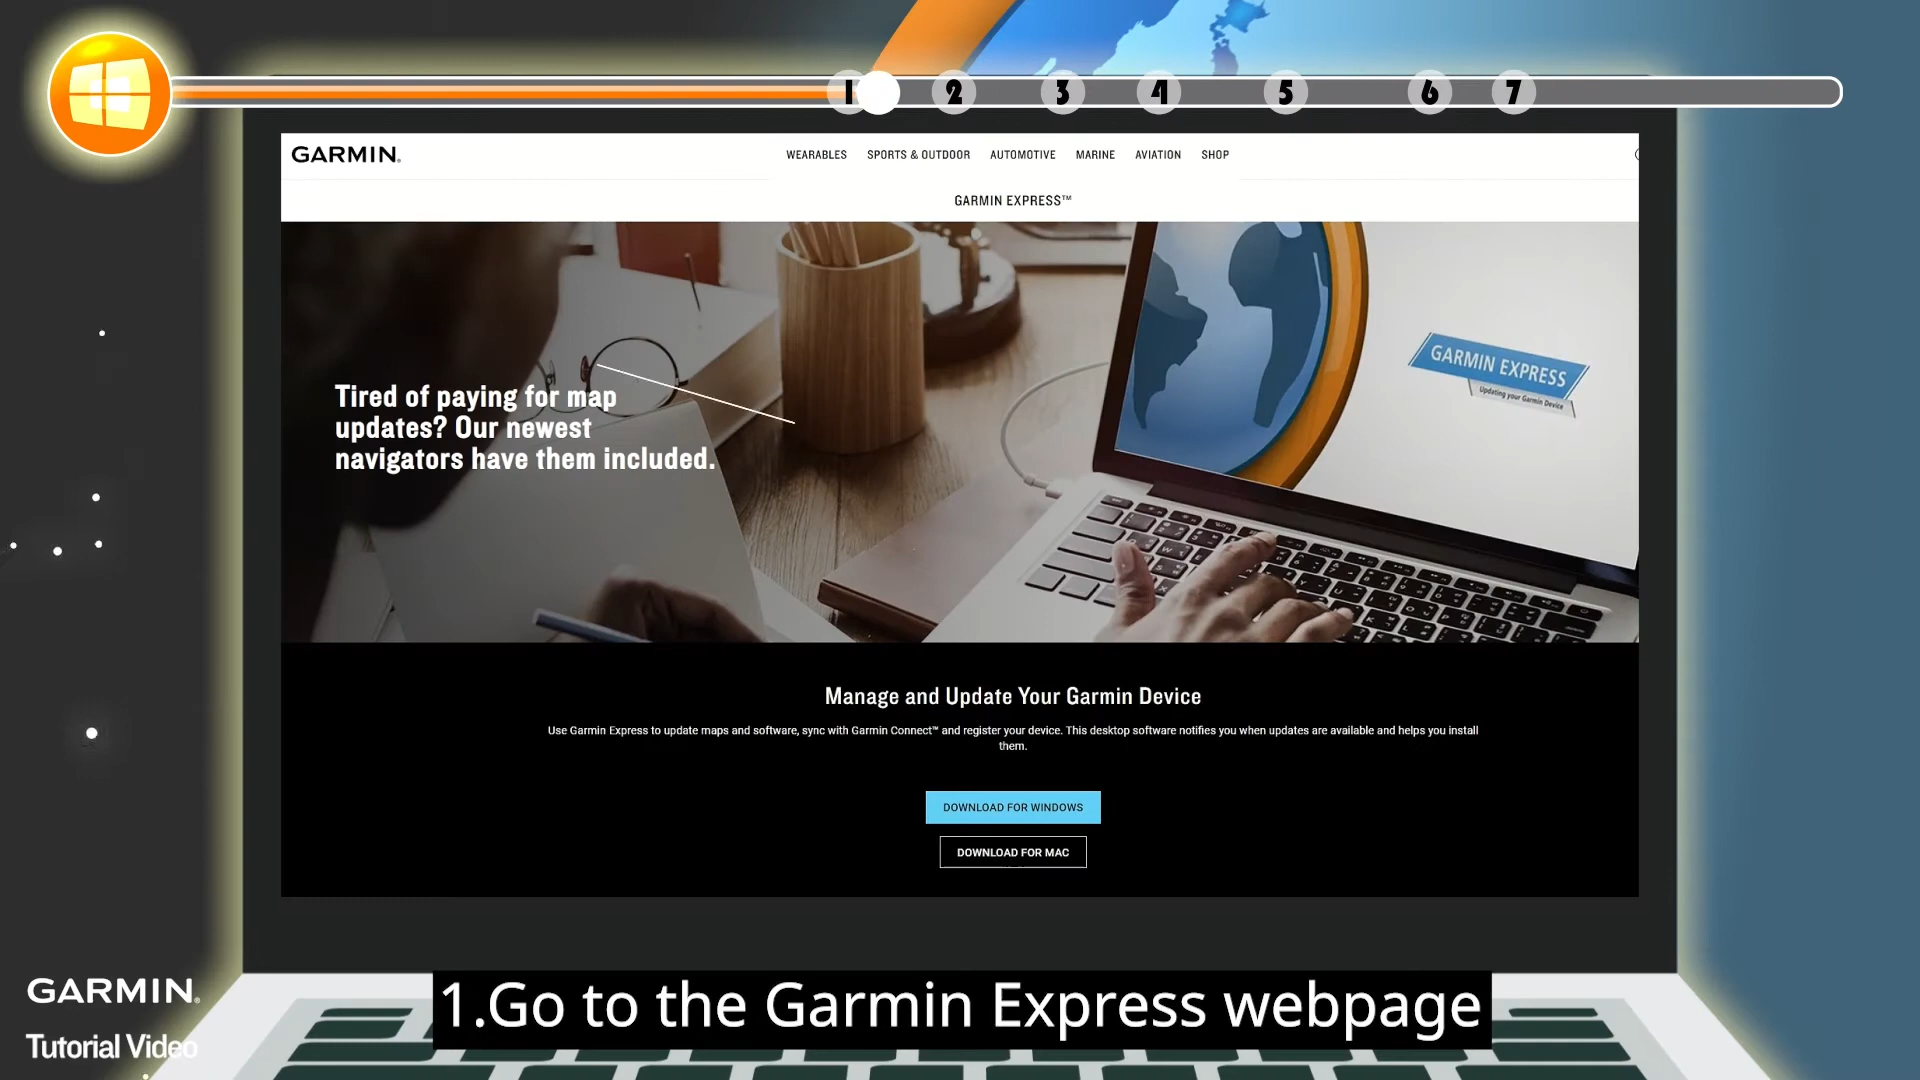 1 2 3 4 5 6 7
GARMIN.
WEARABLES SPORTS & OUTDOOR AUTOMOTIVE MARINE AVIATION SHOP
GARMIN EXPRESS™
Tired of paying for map
updates? Our newest
navigators have them included.
GARMIN EXPRESS
Updating your Garmin Device
Manage and Update Your Garmin Device
Use Garmin Express to update maps and software, sync with Garmin Connect™ and register your device. This desktop software notifies you when updates are available and helps you install
them.
DOWNLOAD FOR WINDOWS
DOWNLOAD FOR MAC
GARMIN.
Tutorial Video
1.Go to the Garmin Express webpage